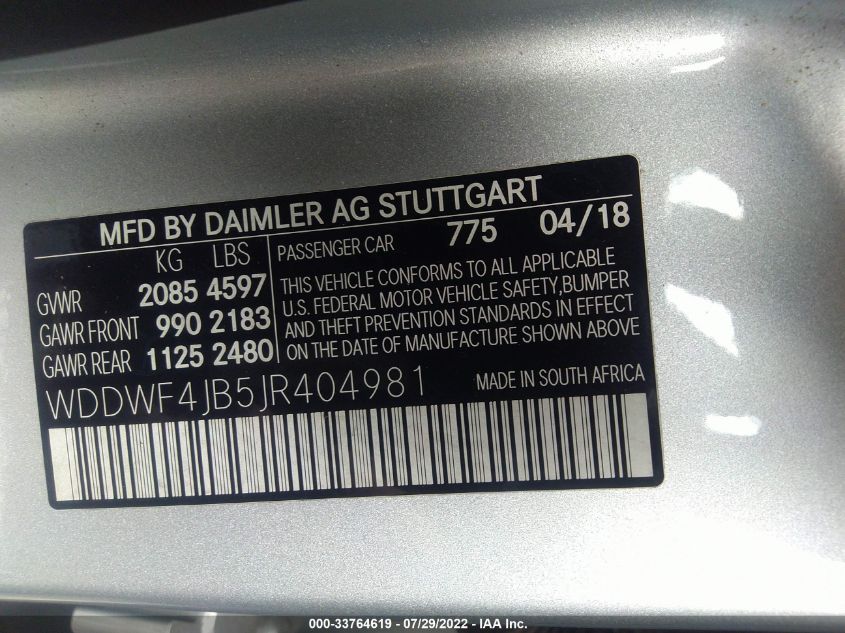 MFD BY DAIMLER AG STUTTGART
KG LBS
GVWR 2085 4597
GAWR FRONT 990 2183
GAWR REAR 1125 2480
PASSENGER CAR 775 04/18
THIS VEHICLE CONFORMS TO ALL APPLICABLE
U.S. FEDERAL MOTOR VEHICLE SAFETY,BUMPER
AND THEFT PREVENTION STANDARDS IN EFFECT
ON THE DATE OF MANUFACTURE SHOWN ABOVE
WDDWF4JB5JR404981 MADE IN SOUTH AFRICA
000-33764619 / 07/29/2022 - IAA Inc.